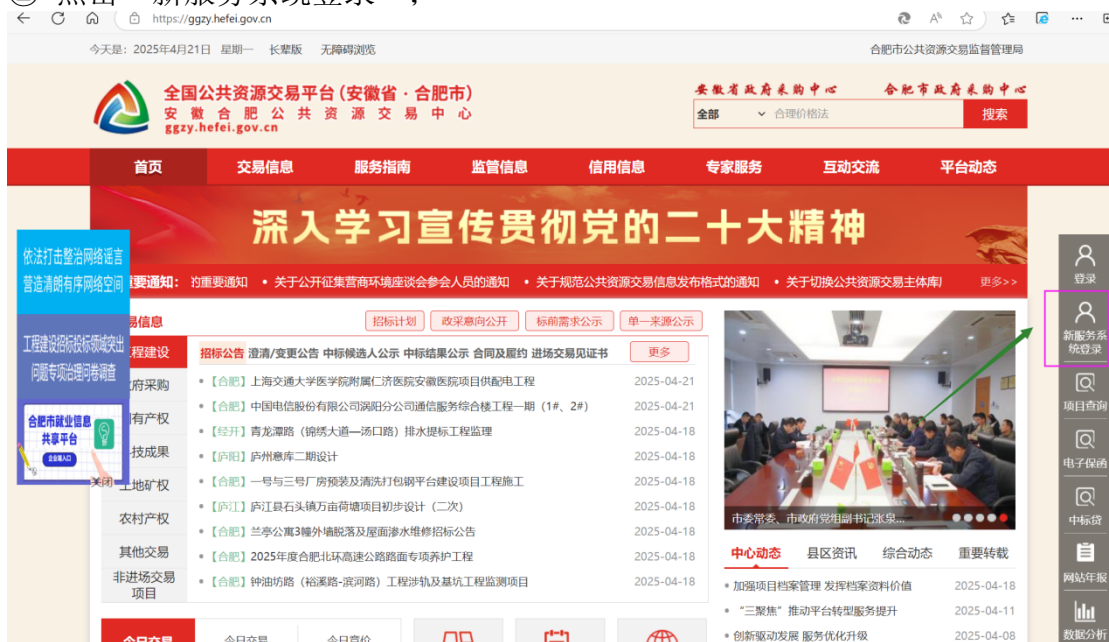 ② 点击“新服务系统登录”，
https://ggzy.hefei.gov.cn
今天是：2025年4月21日 星期一 长辈版 无障碍浏览 合肥市公共资源交易监督管理局
全国公共资源交易平台（安徽省·合肥市）
安徽合肥公共资源交易中心
ggzy.hefei.gov.cn
安徽省政府采购中心 合肥市政府采购中心
全部 合理价格法 搜索
首页 交易信息 服务指南 监管信息 信用信息 专家服务 互动交流 平台动态
深入学习宣传贯彻党的二十大精神
依法打击整治网络谣言
营造清朗有序网络空间
重要通知： 的重要通知 • 关于公开征集营商环境座谈会参会人员的通知 • 关于规范公共资源交易信息发布格式的通知 • 关于切换公共资源交易主体库 更多>>
登录
新服务系
统登录
项目查询
电子保函
中标贷
网站年报
数据分析
易信息 招标计划 政采意向公开 标前需求公示 单一来源公示
工程建设招标投标领域突出
问题专项治理问卷调查
合肥市就业信息
共享平台
企业端入口
关闭
工程建设
府采购
有产权
技成果
土地矿权
农村产权
其他交易
非进场交易
项目
招标公告 澄清/变更公告 中标候选人公示 中标结果公示 合同及履约 进场交易见证书 更多
•【合肥】上海交通大学医学院附属仁济医院安徽医院项目供配电工程 2025-04-21
•【合肥】中国电信股份有限公司涡阳分公司通信服务综合楼工程一期（1#、2#） 2025-04-21
•【经开】青龙潭路（锦绣大道—汤口路）排水提标工程监理 2025-04-18
•【庐阳】庐州意库二期设计 2025-04-18
•【合肥】一号与三号厂房预装及清洗打包钢平台建设项目工程施工 2025-04-18
•【庐江】庐江县石头镇万亩荷塘项目初步设计（二次） 2025-04-18
•【合肥】兰亭公寓3幢外墙脱落及屋面渗水维修招标公告 2025-04-18
•【合肥】2025年度合肥北环高速公路路面专项养护工程 2025-04-18
•【合肥】钟油坊路（裕溪路-滨河路）工程涉轨及基坑工程监测项目 2025-04-18
市委常委、市政府党组副书记张泉...
中心动态 县区资讯 综合动态 重要转载
• 加强项目档案管理 发挥档案资料价值 2025-04-18
• “三聚焦”推动平台转型服务提升 2025-04-11
• 创新驱动发展 服务优化升级 2025-04-08
今日交易 今日交易 今日竞价